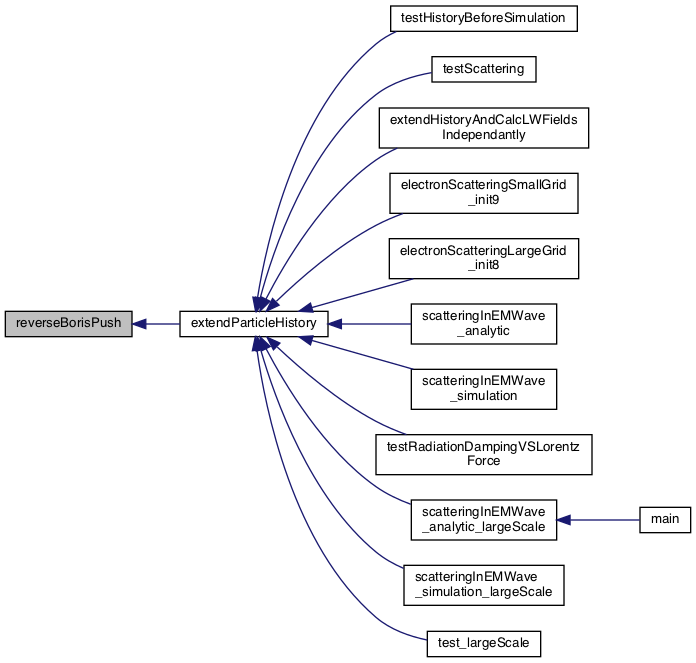 testHistoryBeforeSimulation
testScattering
extendHistoryAndCalcLWFields
Independantly
electronScatteringSmallGrid
_init9
electronScatteringLargeGrid
_init8
reverseBorisPush
extendParticleHistory
scatteringInEMWave
_analytic
scatteringInEMWave
_simulation
testRadiationDampingVSLorentz
Force
scatteringInEMWave
_analytic_largeScale
main
scatteringInEMWave
_simulation_largeScale
test_largeScale